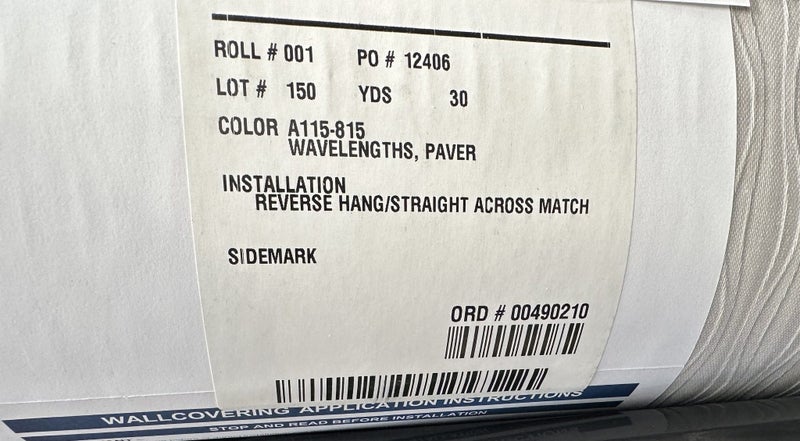 ROLL # 001 PO # 12406
LOT # 150 YDS 30
COLOR A115-815
WAVELENGTHS, PAVER
INSTALLATION
REVERSE HANG/STRAIGHT ACROSS MATCH
SIDEMARK
ORD # 00490210
WALLCOVERING APPLICATION INSTRUCTIONS
STOP AND READ BEFORE INSTALLATION